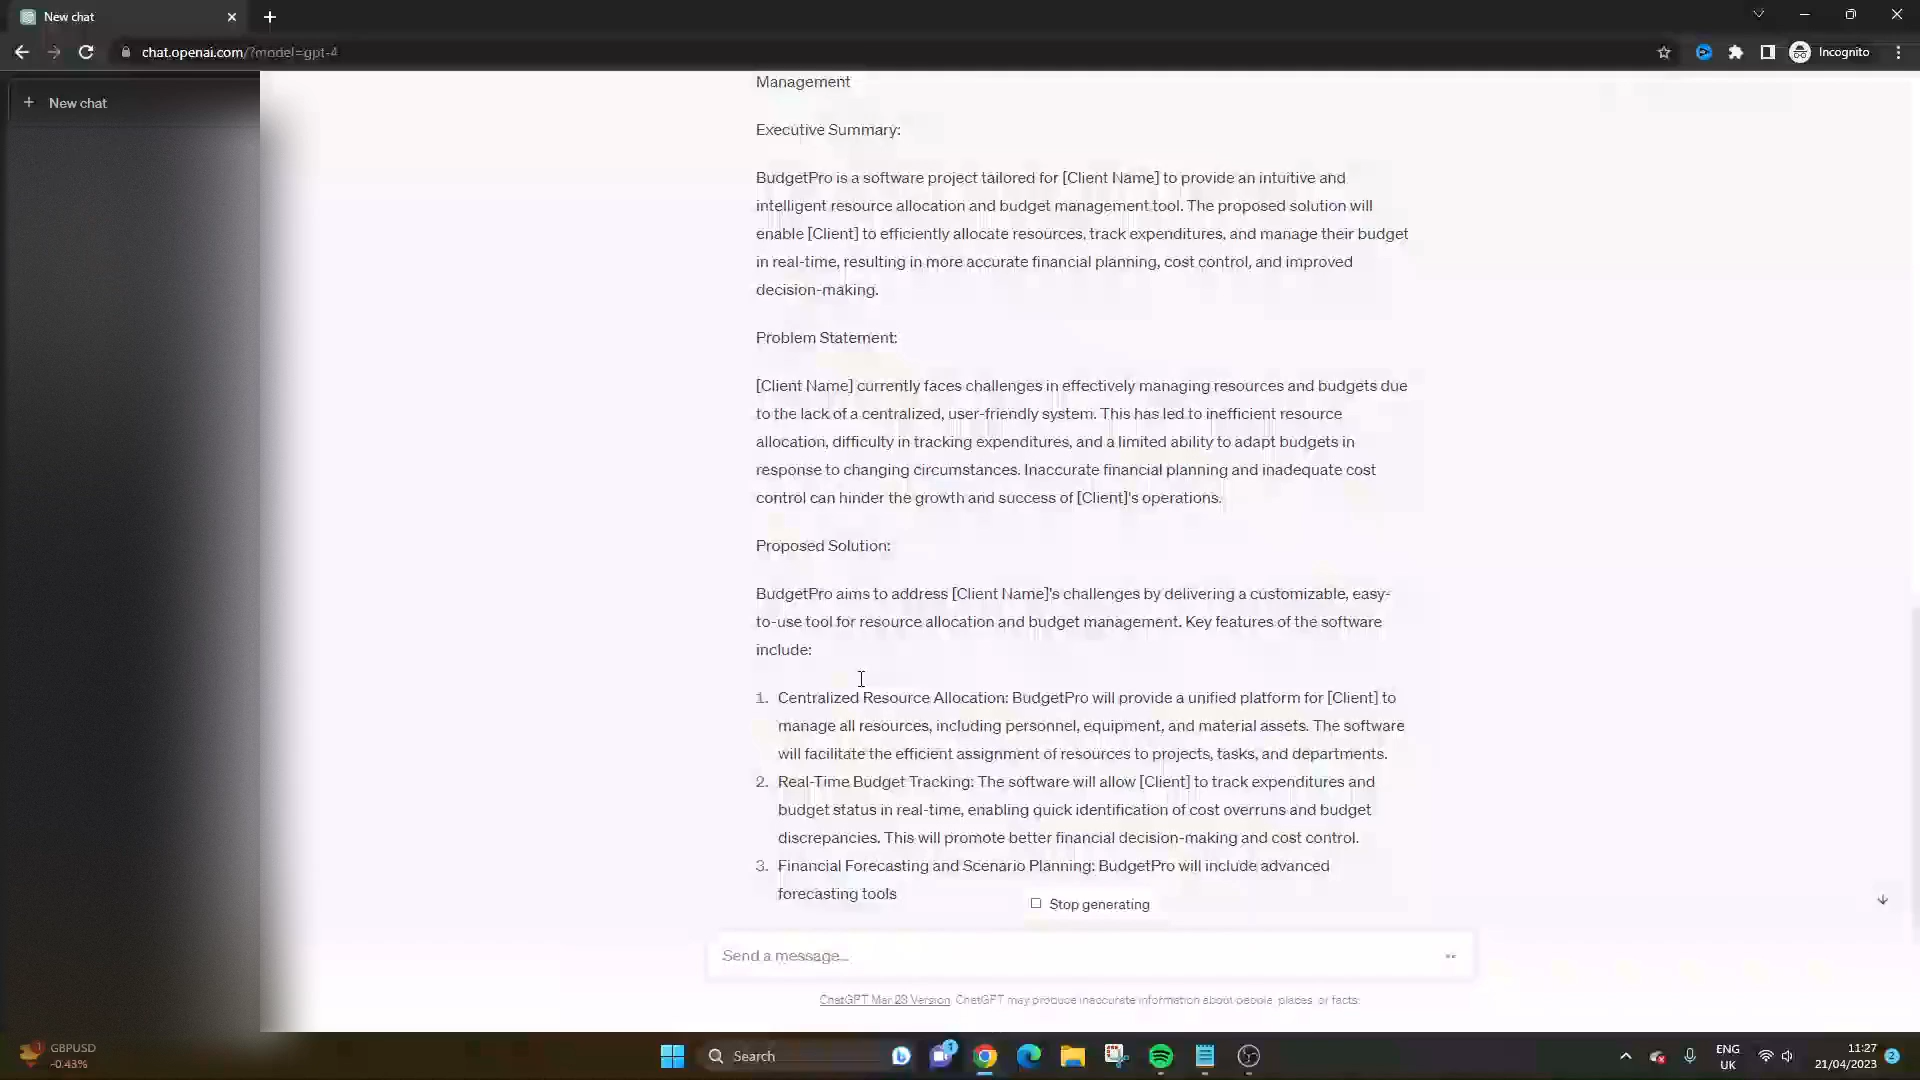 New chat
chat.openai.com/?model=gpt-4
Incognito
New chat
Management
Executive Summary:
BudgetPro is a software project tailored for [Client Name] to provide an intuitive and
intelligent resource allocation and budget management tool. The proposed solution will
enable [Client] to efficiently allocate resources, track expenditures, and manage their budget
in real-time, resulting in more accurate financial planning, cost control, and improved
decision-making.
Problem Statement:
[Client Name] currently faces challenges in effectively managing resources and budgets due
to the lack of a centralized, user-friendly system. This has led to inefficient resource
allocation, difficulty in tracking expenditures, and a limited ability to adapt budgets in
response to changing circumstances. Inaccurate financial planning and inadequate cost
control can hinder the growth and success of [Client]'s operations.
Proposed Solution:
BudgetPro aims to address [Client Name]'s challenges by delivering a customizable, easy-
to-use tool for resource allocation and budget management. Key features of the software
include:
1. Centralized Resource Allocation: BudgetPro will provide a unified platform for [Client] to
manage all resources, including personnel, equipment, and material assets. The software
will facilitate the efficient assignment of resources to projects, tasks, and departments.
2. Real-Time Budget Tracking: The software will allow [Client] to track expenditures and
budget status in real-time, enabling quick identification of cost overruns and budget
discrepancies. This will promote better financial decision-making and cost control.
3. Financial Forecasting and Scenario Planning: BudgetPro will include advanced
forecasting tools
Stop generating
Send a message...
ChatGPT Mar 23 Version. ChatGPT may produce inaccurate information about people, places, or facts.
1
GBPUSD
-0.43%
Search
1
ENG
UK
11:27
21/04/2023
2